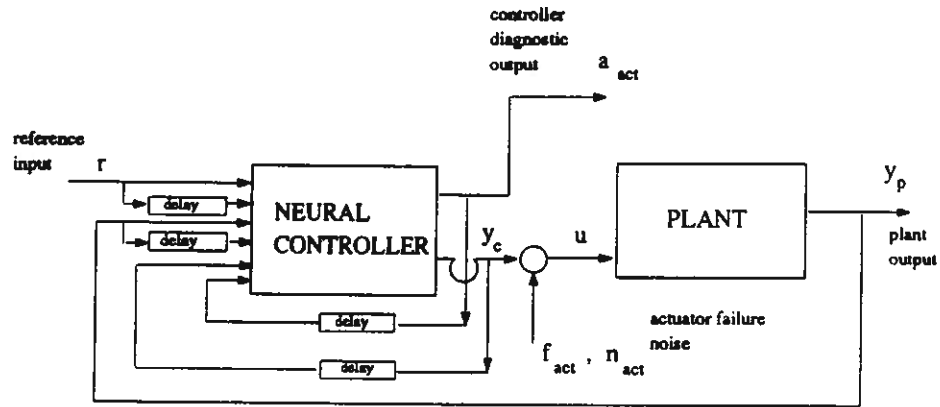 controller
diagnostic
output
a act
reference
input
r
delay
delay
NEURAL
CONTROLLER
y c
u
PLANT
y p
plant
output
delay
delay
f act , n act
actuator failure
noise